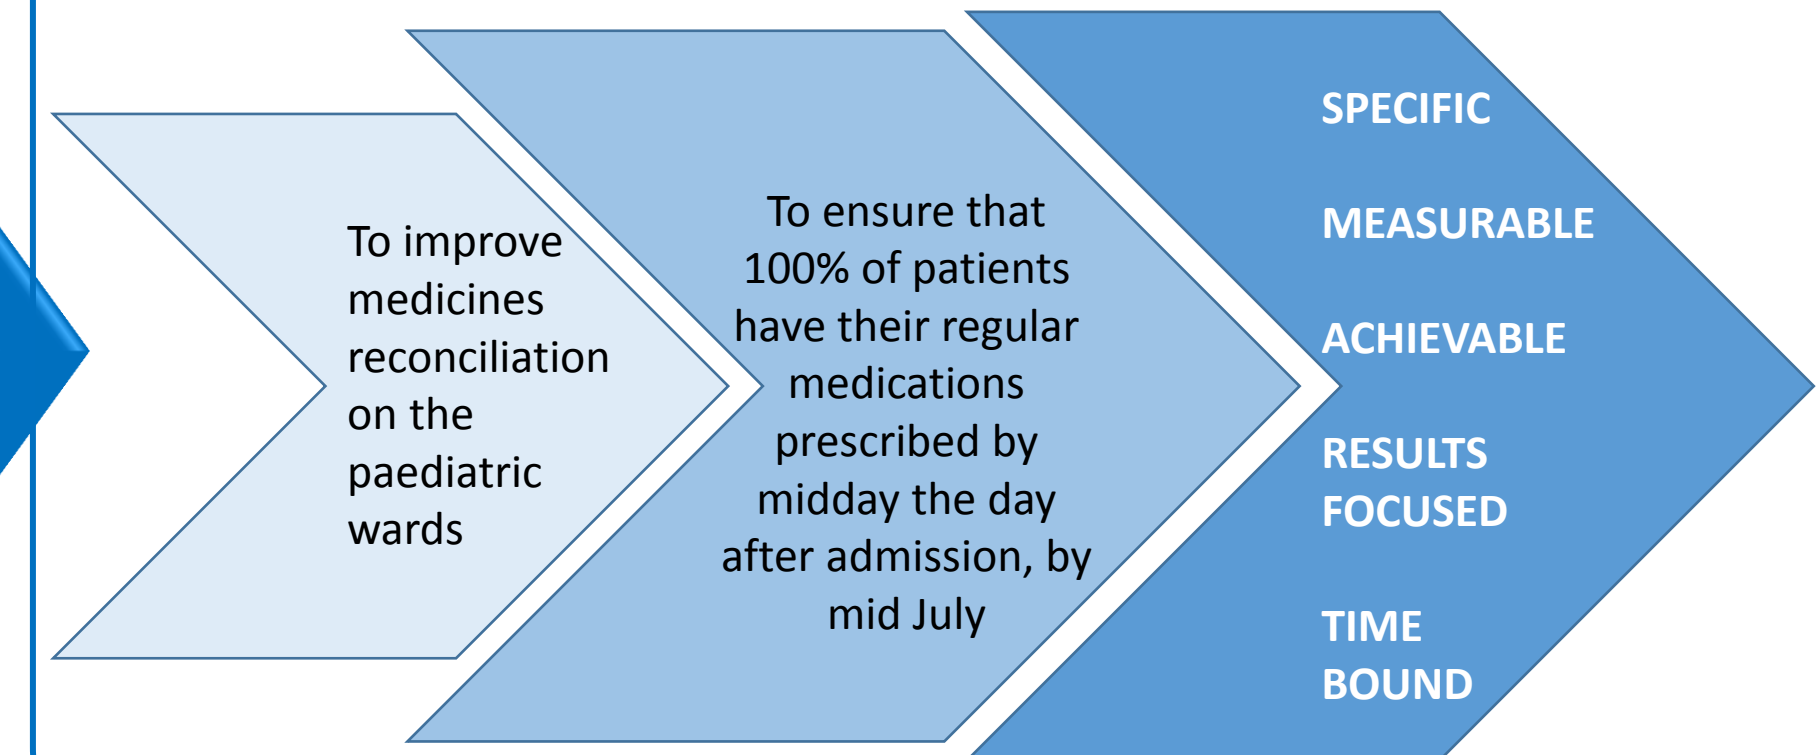 To improve
medicines
reconciliation
on the
paediatric
wards
To ensure that
100% of patients
have their regular
medications
prescribed by
midday the day
after admission, by
mid July
SPECIFIC
MEASURABLE
ACHIEVABLE
RESULTS
FOCUSED
TIME
BOUND